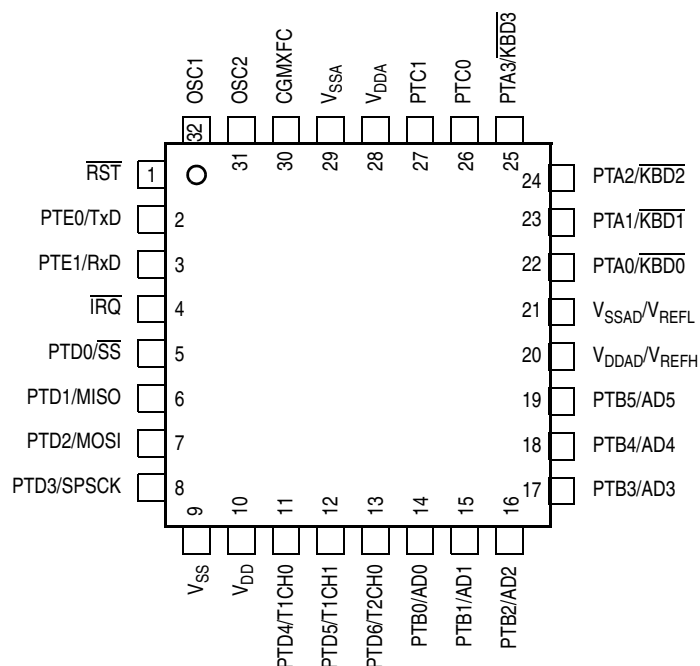 OSC1
OSC2
CGMXFC
VSSA
VDDA
PTC1
PTC0
PTA3/KBD3
32
31
30
29
28
27
26
25
RST 1
PTE0/TxD 2
PTE1/RxD 3
IRQ 4
PTD0/SS 5
PTD1/MISO 6
PTD2/MOSI 7
PTD3/SPSCK 8
24 PTA2/KBD2
23 PTA1/KBD1
22 PTA0/KBD0
21 VSSAD/VREFL
20 VDDAD/VREFH
19 PTB5/AD5
18 PTB4/AD4
17 PTB3/AD3
9
10
11
12
13
14
15
16
VSS
VDD
PTD4/T1CH0
PTD5/T1CH1
PTD6/T2CH0
PTB0/AD0
PTB1/AD1
PTB2/AD2